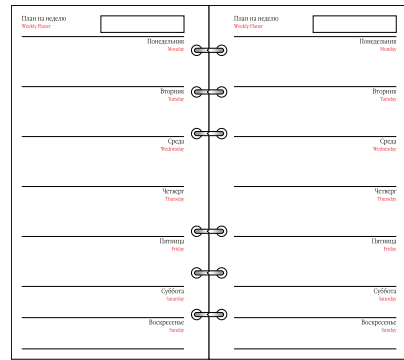 План на неделю
Weekly Planer
Понедельник
Monday
Вторник
Tuesday
Среда
Wednesday
Четверг
Thursday
Пятница
Friday
Суббота
Saturday
Воскресенье
Sunday
План на неделю
Weekly Planer
Понедельник
Monday
Вторник
Tuesday
Среда
Wednesday
Четверг
Thursday
Пятница
Friday
Суббота
Saturday
Воскресенье
Sunday